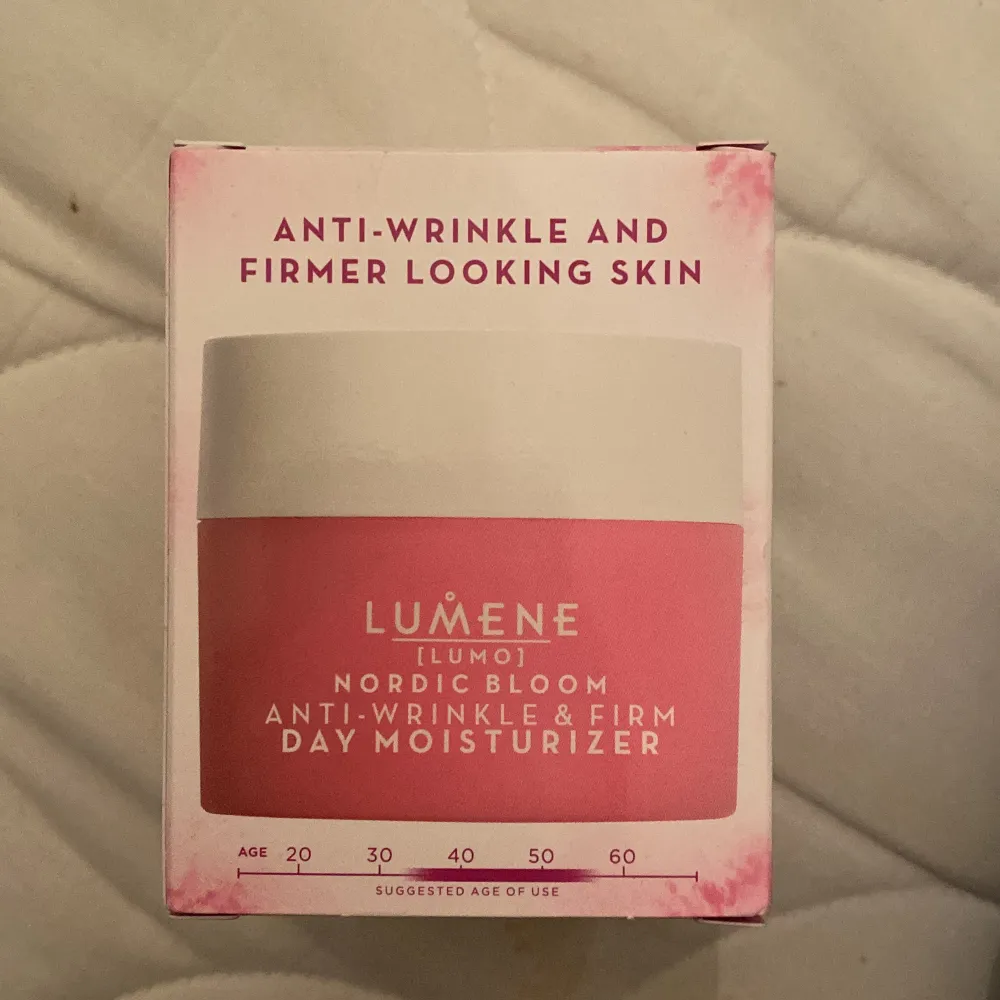 ANTI-WRINKLE AND
FIRMER LOOKING SKIN
LUMENE
[LUMO]
NORDIC BLOOM
ANTI-WRINKLE & FIRM
DAY MOISTURIZER
AGE 20 30 40 50 60
SUGGESTED AGE OF USE